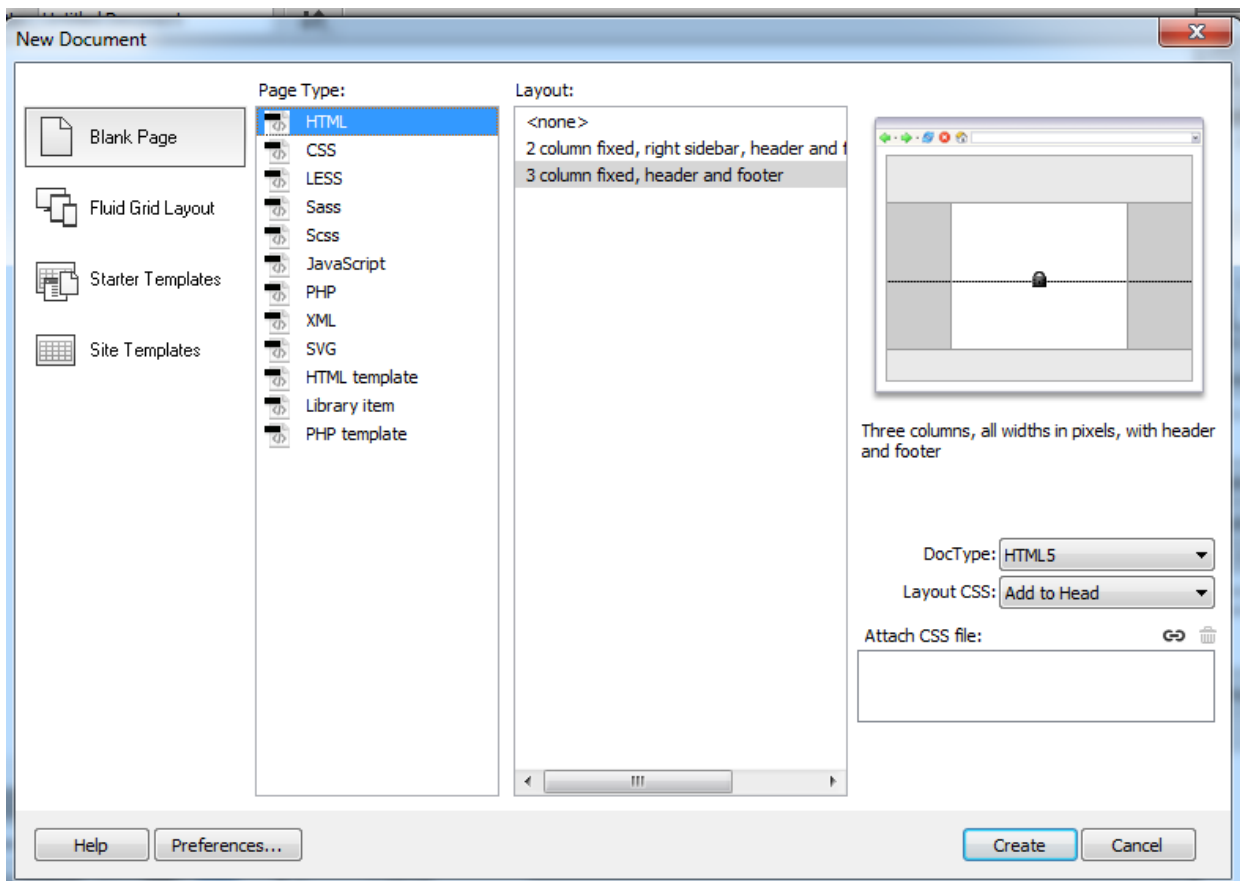 Untitled Document
New Document
Blank Page
Fluid Grid Layout
Starter Templates
Site Templates
Page Type:
HTML
CSS
LESS
Sass
Scss
JavaScript
PHP
XML
SVG
HTML template
Library item
PHP template
Layout:
<none>
2 column fixed, right sidebar, header and f
3 column fixed, header and footer
Three columns, all widths in pixels, with header
and footer
DocType: HTML5
Layout CSS: Add to Head
Attach CSS file:
Help
Preferences...
Create
Cancel